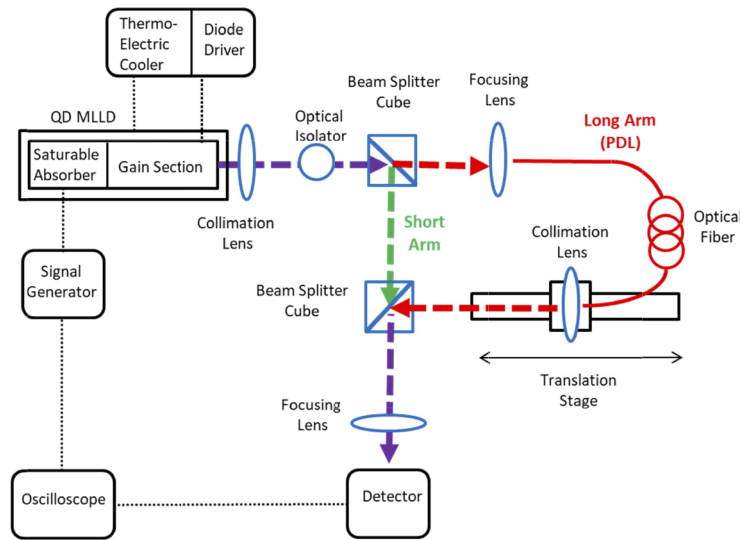 Thermo-
Electric
Cooler
Diode
Driver
QD MLLD
Saturable
Absorber
Gain Section
Optical
Isolator
Beam Splitter
Cube
Focusing
Lens
Long Arm
(PDL)
Collimation
Lens
Short
Arm
Optical
Fiber
Collimation
Lens
Signal
Generator
Beam Splitter
Cube
Translation
Stage
Focusing
Lens
Oscilloscope
Detector